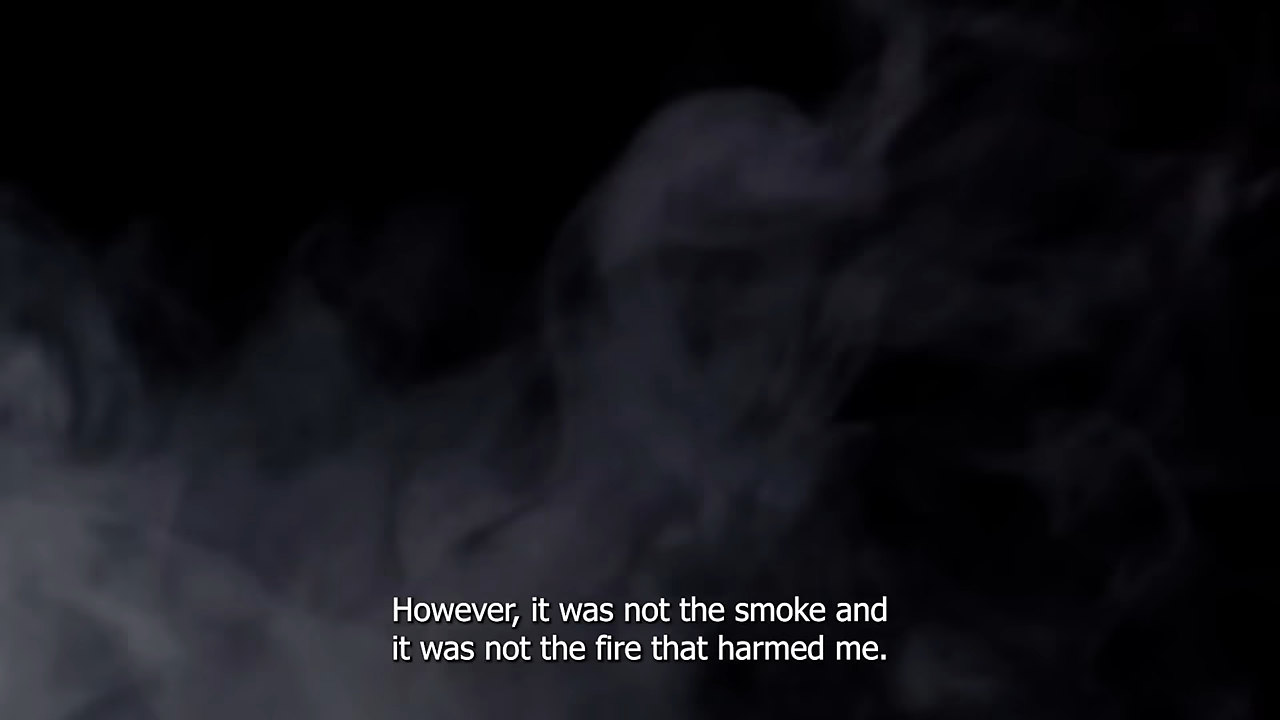 However, it was not the smoke and
it was not the fire that harmed me.